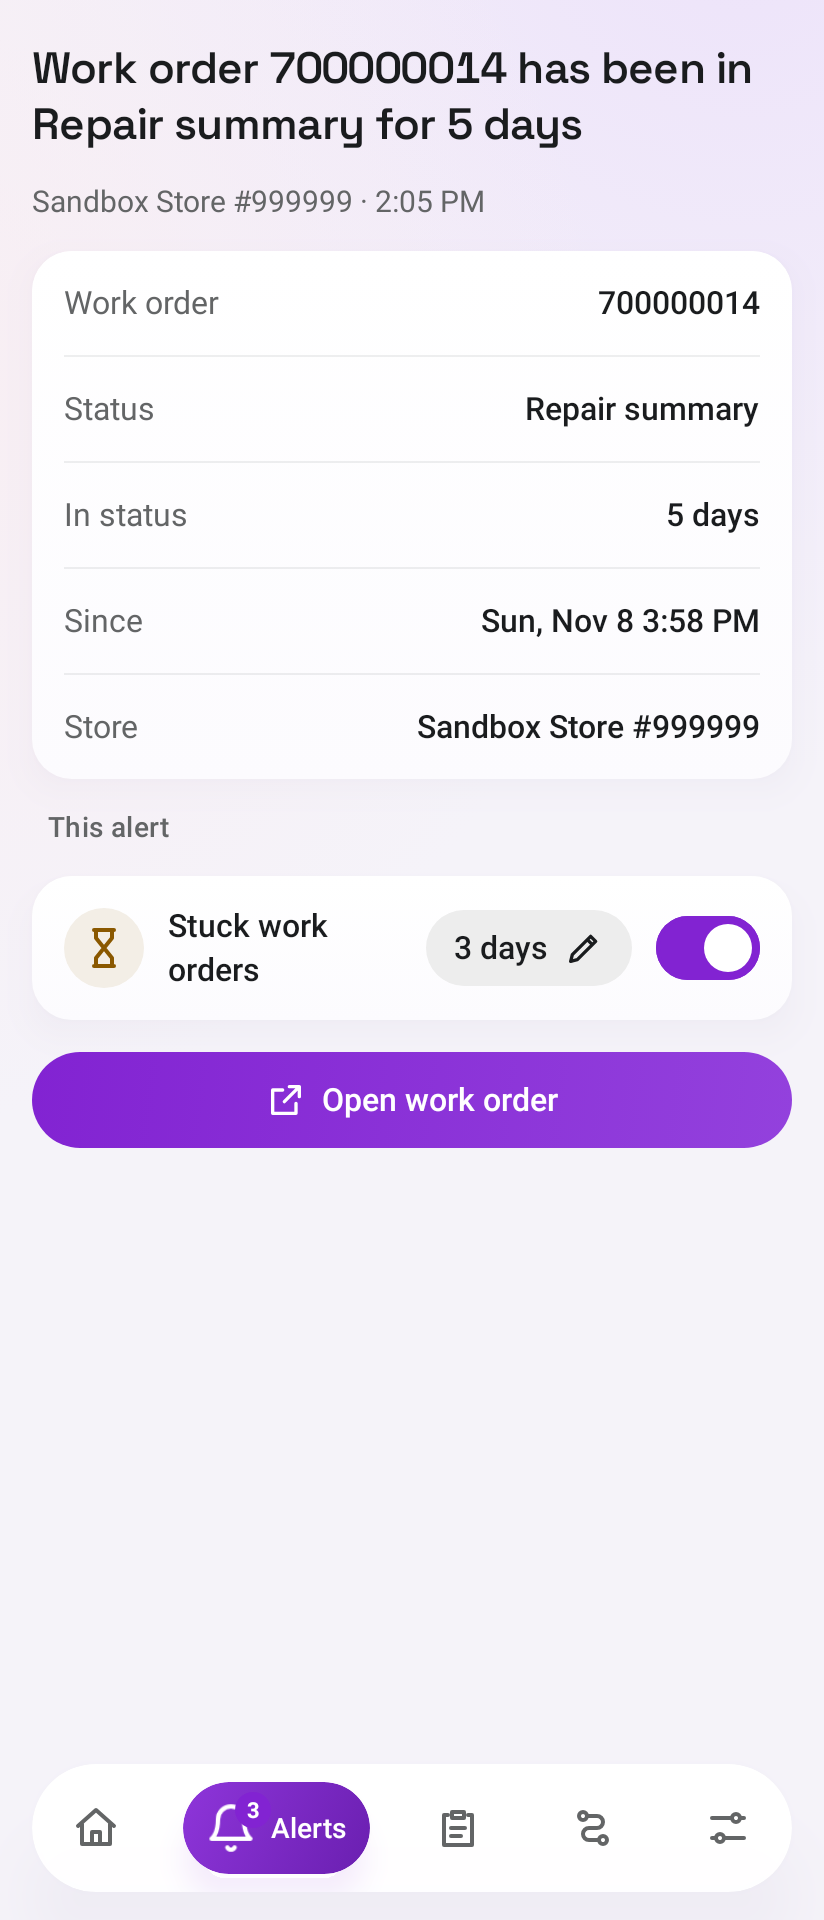 Work order 700000014 has been in
Repair summary for 5 days
Sandbox Store #999999 · 2:05 PM
Work order 700000014
Status Repair summary
In status 5 days
Since Sun, Nov 8 3:58 PM
Store Sandbox Store #999999
This alert
Stuck work
orders
3 days
Open work order
3
Alerts